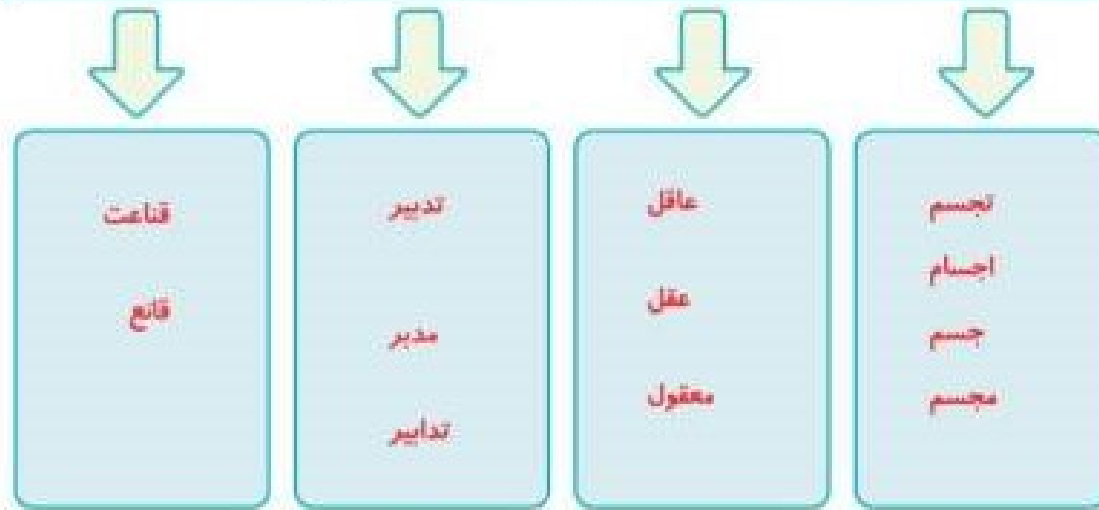 تجسم
اجسام
جسم
مجسم
عاقل
عقل
معقول
تدبیر
مدبر
تدابیر
قناعت
قانع